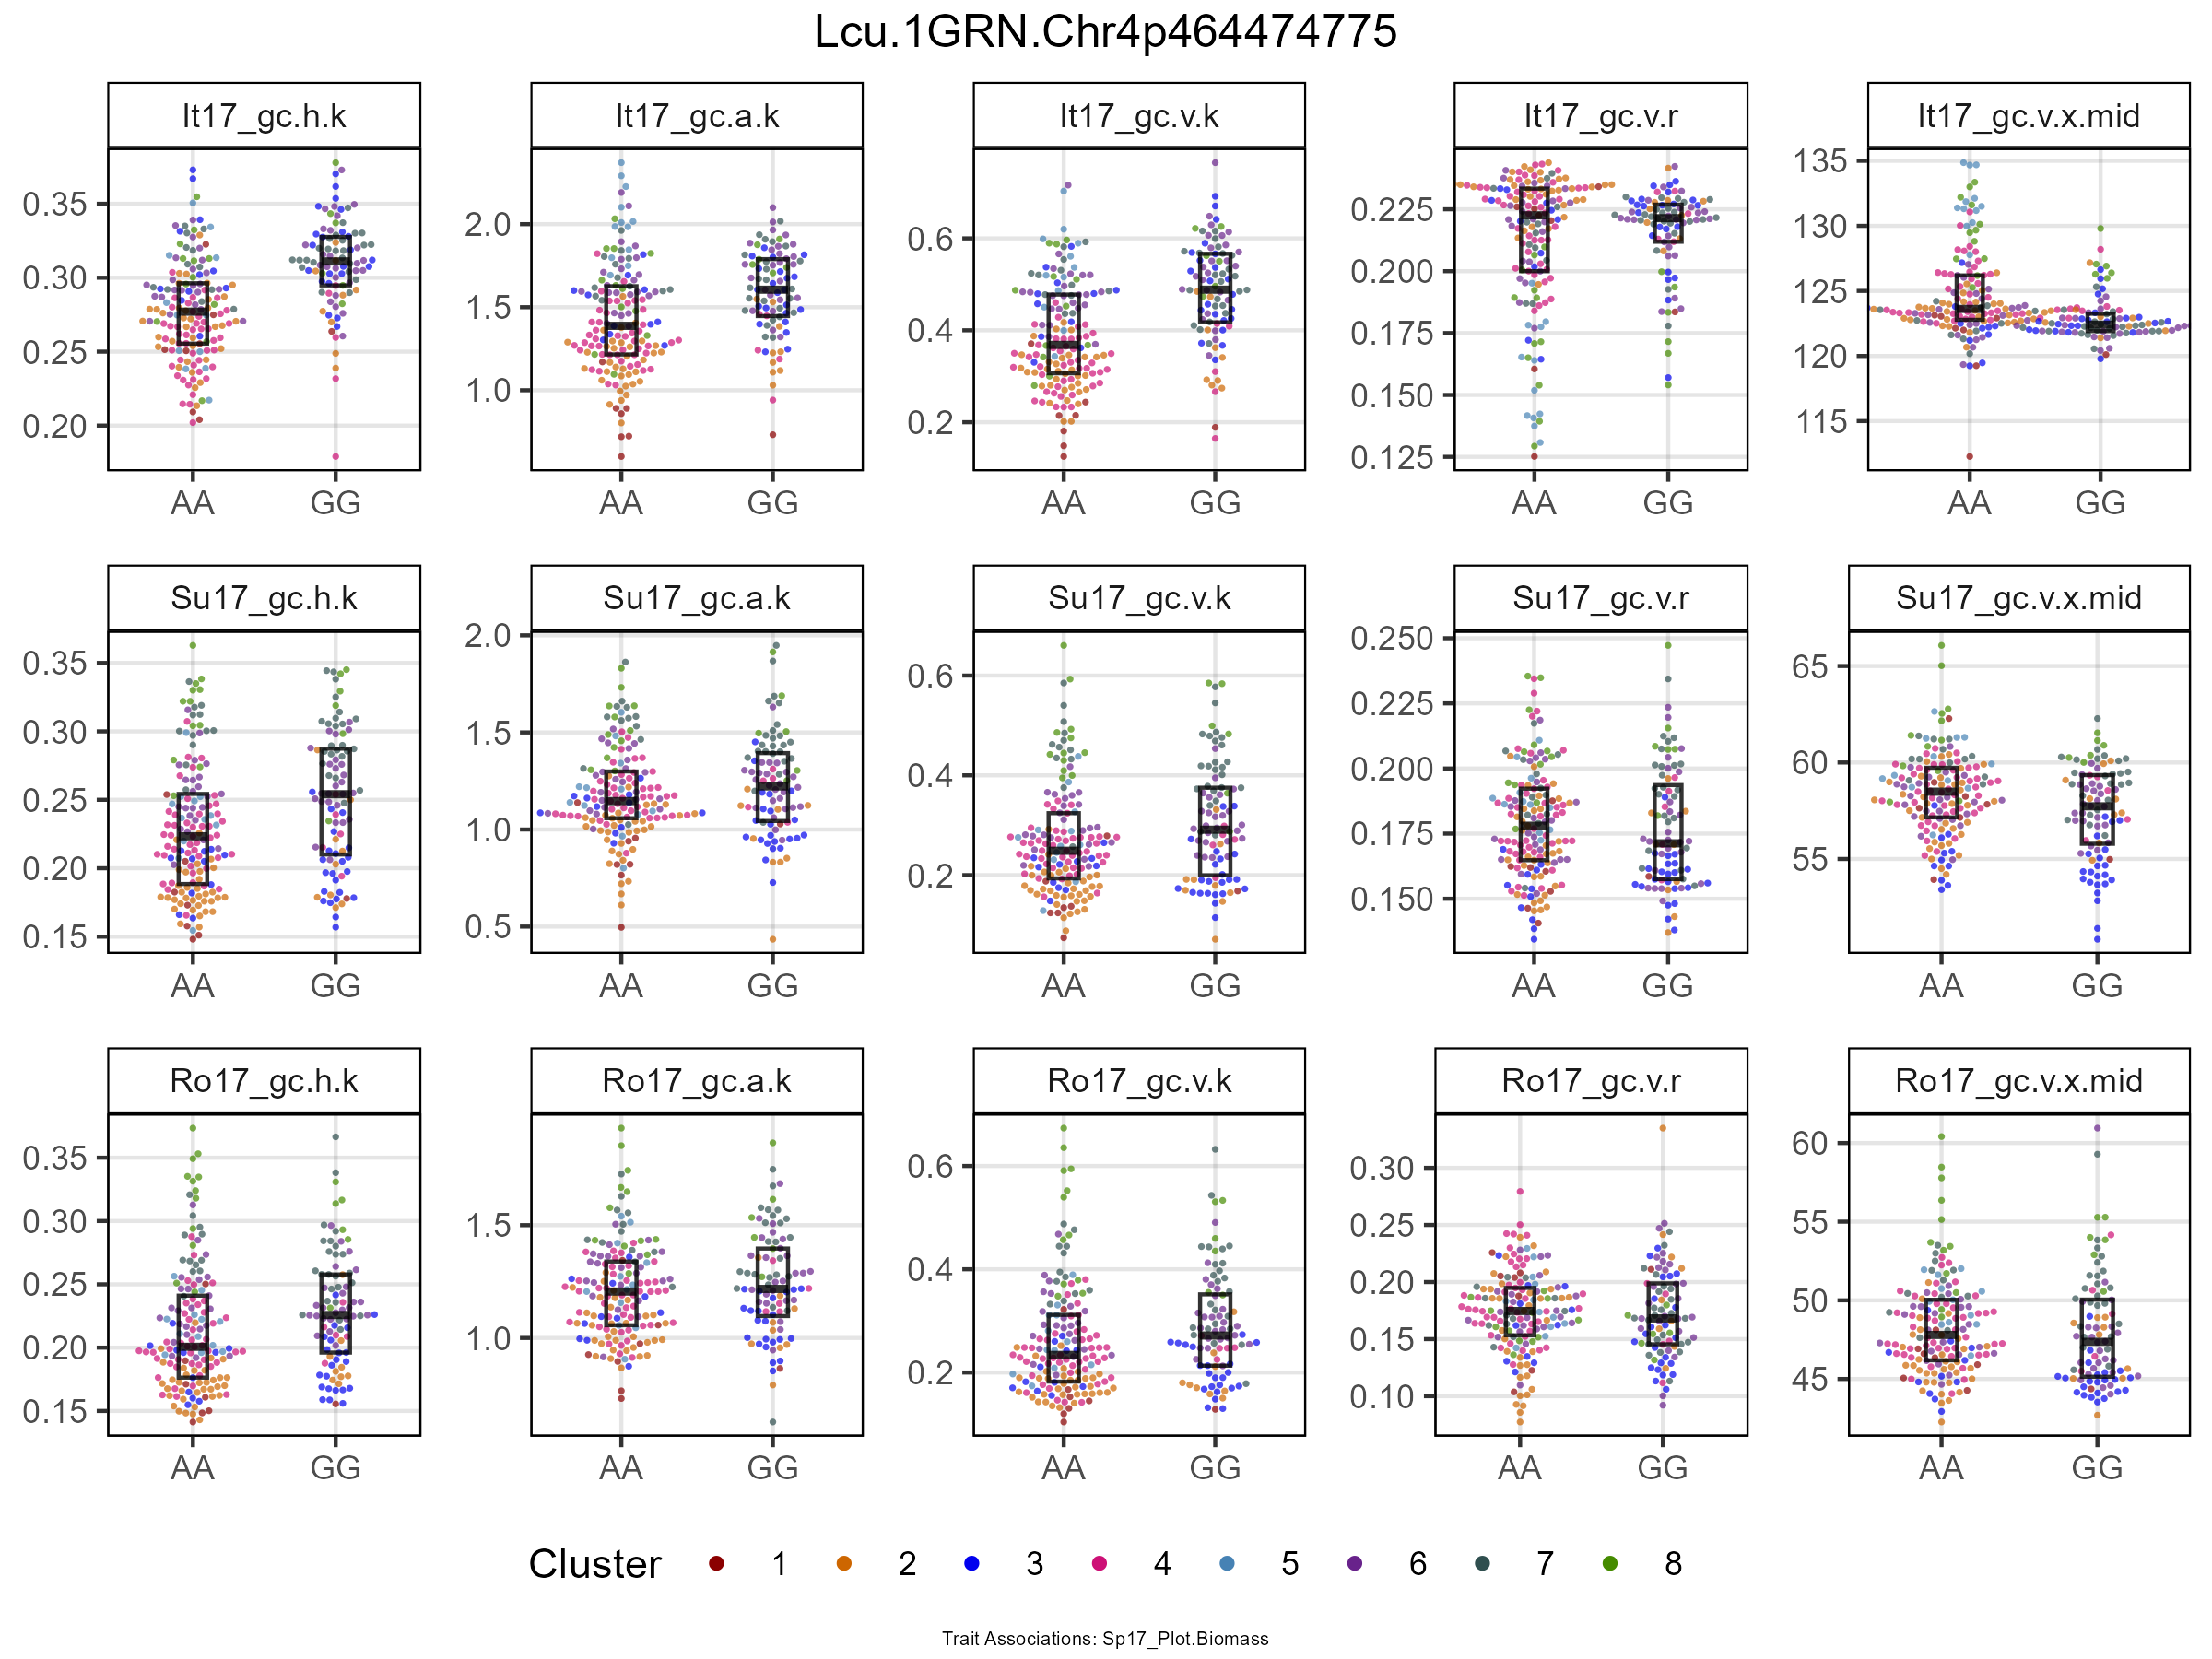 Lcu.1GRN.Chr4p464474775
It17_gc.h.k It17_gc.a.k It17_gc.v.k It17_gc.v.r It17_gc.v.x.mid
0.35 0.30 0.25 0.20
2.0 1.5 1.0
0.6 0.4 0.2
0.225 0.200 0.175 0.150 0.125
135 130 125 120 115
AA GG AA GG AA GG AA GG AA GG
Su17_gc.h.k Su17_gc.a.k Su17_gc.v.k Su17_gc.v.r Su17_gc.v.x.mid
0.35 0.30 0.25 0.20 0.15
2.0 1.5 1.0 0.5
0.6 0.4 0.2
0.250 0.225 0.200 0.175 0.150
65 60 55
AA GG AA GG AA GG AA GG AA GG
Ro17_gc.h.k Ro17_gc.a.k Ro17_gc.v.k Ro17_gc.v.r Ro17_gc.v.x.mid
0.35 0.30 0.25 0.20 0.15
1.5 1.0
0.6 0.4 0.2
0.30 0.25 0.20 0.15 0.10
60 55 50 45
AA GG AA GG AA GG AA GG AA GG
Cluster 1 2 3 4 5 6 7 8
Trait Associations: Sp17_Plot.Biomass